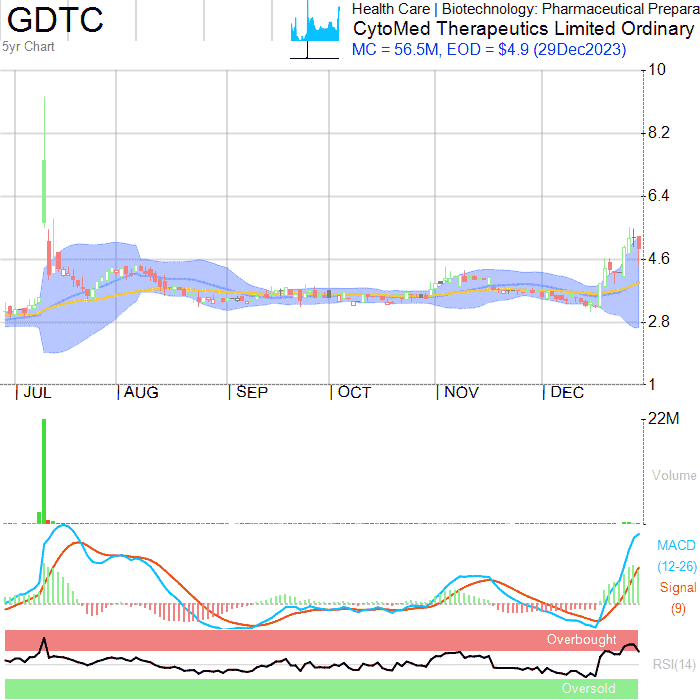 GDTC
5yr Chart
Health Care | Biotechnology: Pharmaceutical Prepara
CytoMed Therapeutics Limited Ordinary
MC = 56.5M, EOD = $4.9 (29Dec2023)
10
8.2
6.4
4.6
2.8
1
| JUL | AUG | SEP | OCT | NOV | DEC
22M
Volume
MACD
(12-26)
Signal
(9)
Overbought
RSI(14)
Oversold